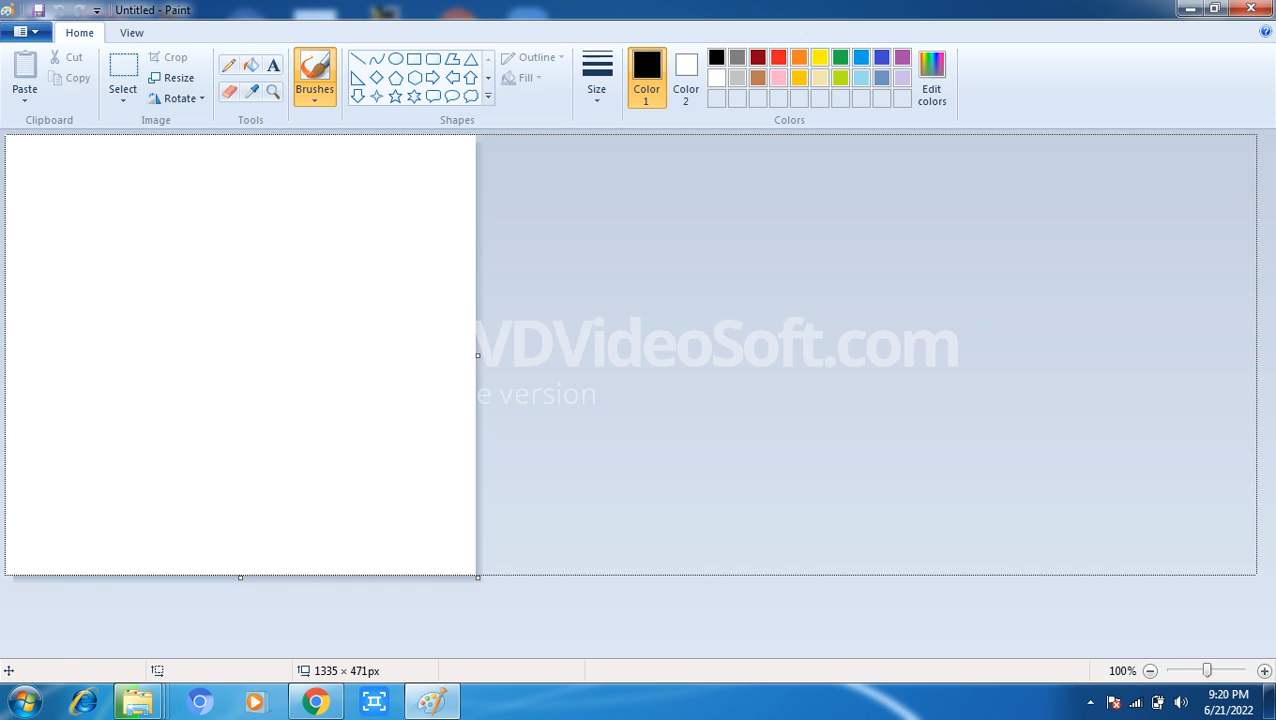 Untitled - Paint
Home View
Paste
Cut
Copy
Clipboard
Select
Crop
Resize
Rotate
Image
Tools
Brushes
Shapes
Outline
Fill
Size
Color 1
Color 2
Colors
Edit colors
VDVideoSoft.com
e version
1335 × 471px
100%
9:20 PM
6/21/2022